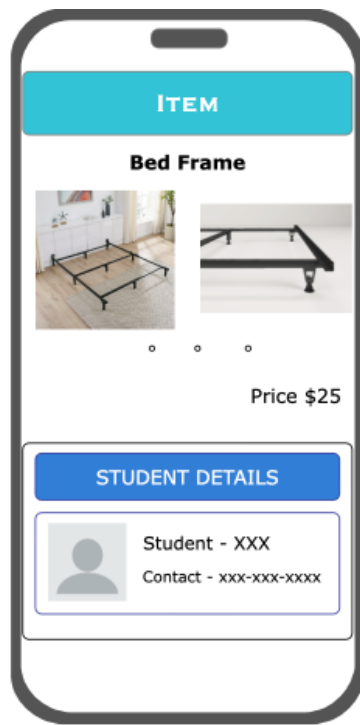 ITEM
Bed Frame
Price $25
STUDENT DETAILS
Student - XXX
Contact - xxx-xxx-xxxx